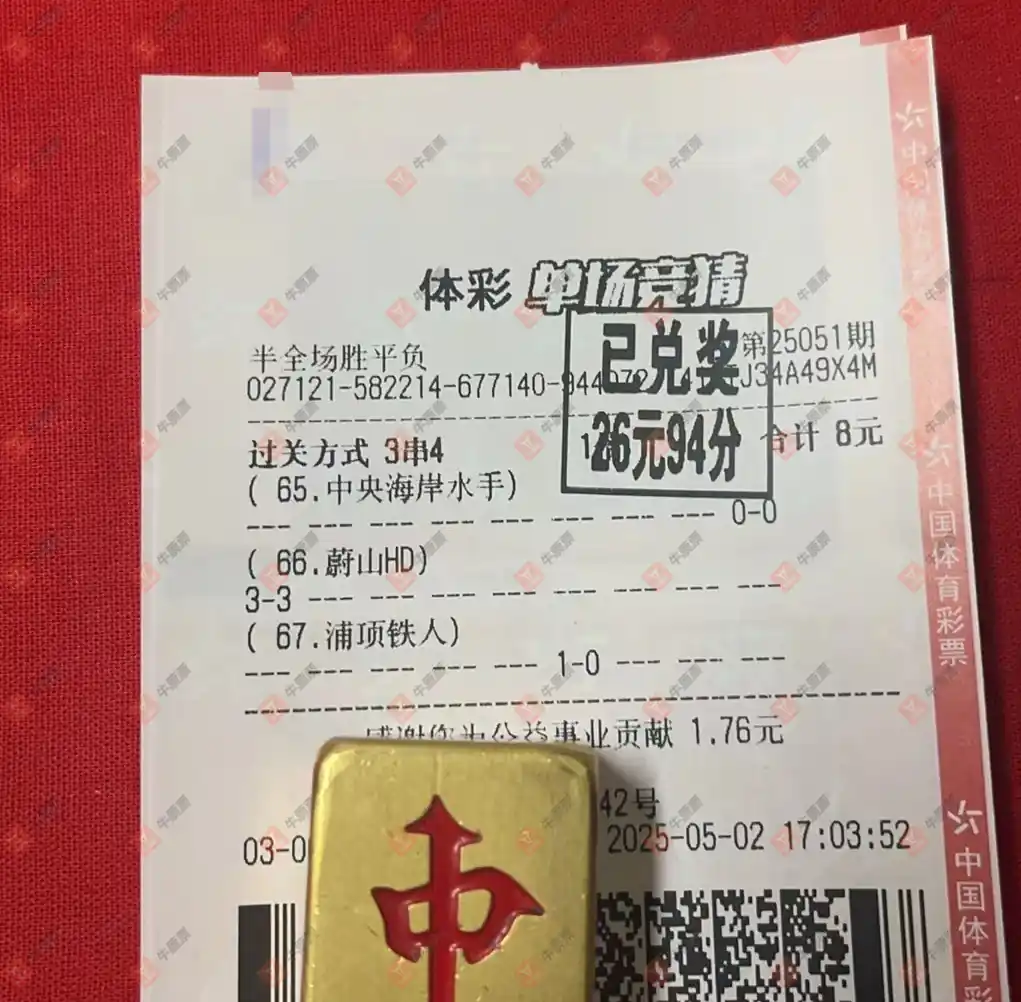 体彩 单场竞猜
已兑奖
26元94分
半全场胜平负 第25051期
027121-582214-677140-
J34A49X4M
过关方式 3串4 合计 8元
( 65.中央海岸水手)
--- --- --- --- --- --- --- --- 0-0
( 66.蔚山HD)
3-3 --- --- --- --- --- --- --- ---
( 67.浦项铁人)
--- --- --- --- --- 1-0 --- --- ---
感谢您为公益事业贡献 1.76元
42号
03-0
2025-05-02 17:03:52
中
中国体育彩票
中国体育彩
牛票票